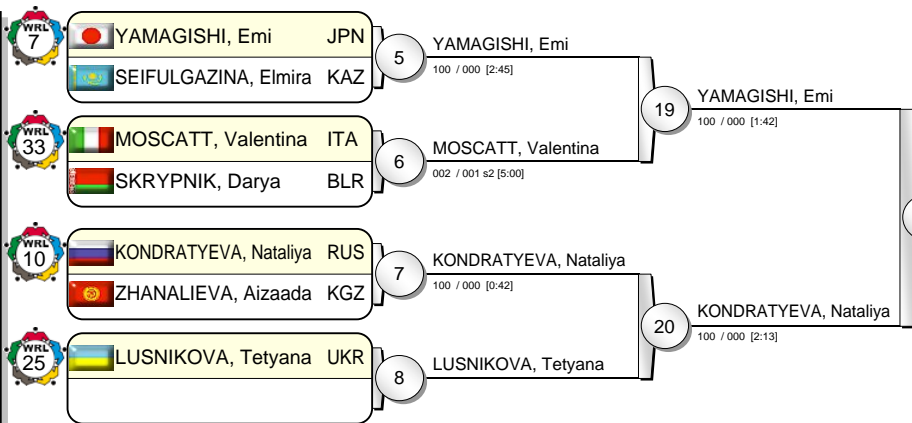 WRL
7
YAMAGISHI, Emi JPN
SEIFULGAZINA, Elmira KAZ
5
YAMAGISHI, Emi
100 / 000 [2:45]
WRL
33
MOSCATT, Valentina ITA
SKRYPNIK, Darya BLR
6
MOSCATT, Valentina
002 / 001 s2 [5:00]
19
YAMAGISHI, Emi
100 / 000 [1:42]
WRL
10
KONDRATYEVA, Nataliya RUS
ZHANALIEVA, Aizaada KGZ
7
KONDRATYEVA, Nataliya
100 / 000 [0:42]
WRL
25
LUSNIKOVA, Tetyana UKR
8
LUSNIKOVA, Tetyana
20
KONDRATYEVA, Nataliya
100 / 000 [2:13]